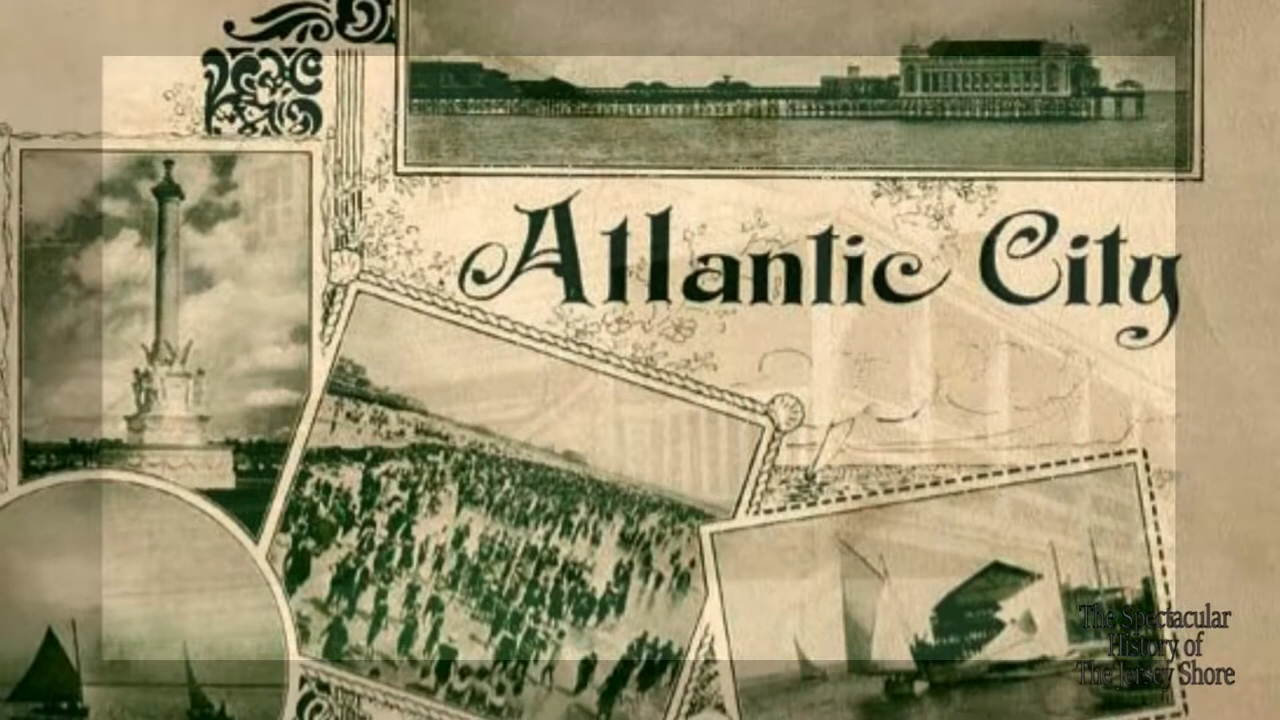 Atlantic City
The Spectacular
History of
The Jersey Shore